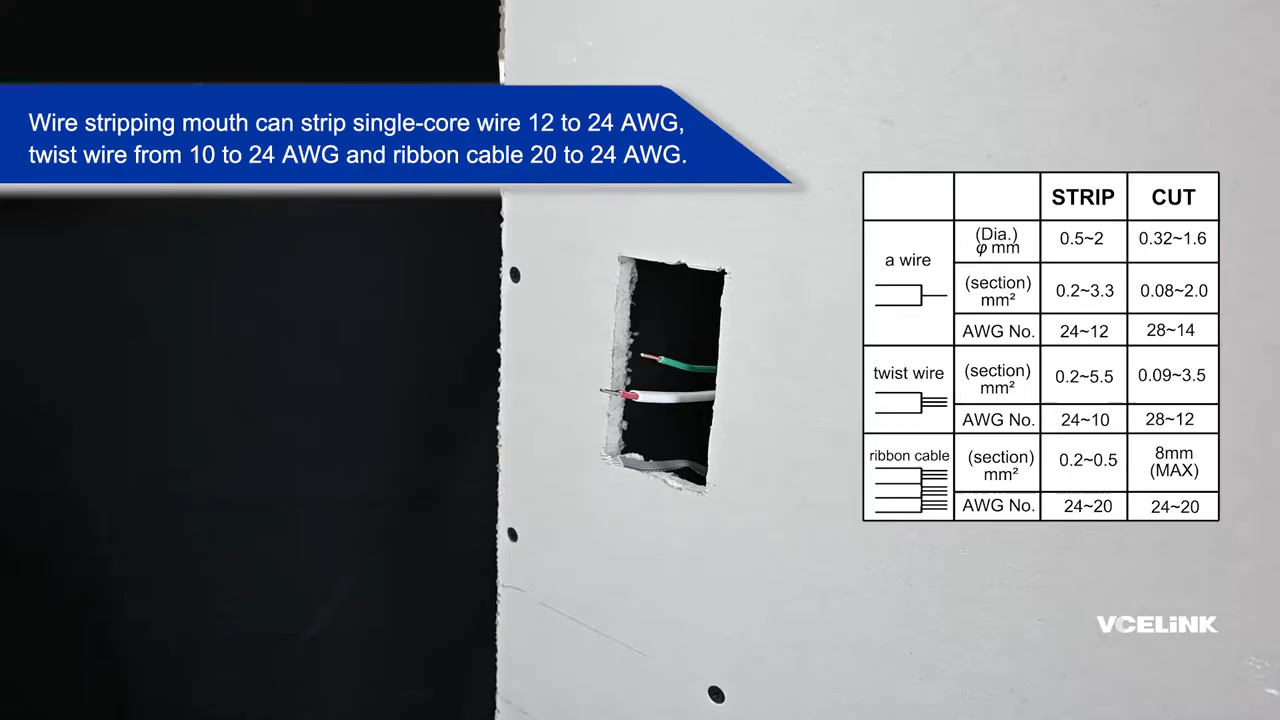 Wire stripping mouth can strip single-core wire 12 to 24 AWG,
twist wire from 10 to 24 AWG and ribbon cable 20 to 24 AWG.
STRIP CUT
a wire
(Dia.)
φ mm
0.5~2 0.32~1.6
(section)
mm²
0.2~3.3 0.08~2.0
AWG No. 24~12 28~14
twist wire
(section)
mm²
0.2~5.5 0.09~3.5
AWG No. 24~10 28~12
ribbon cable
(section)
mm²
0.2~0.5
8mm
(MAX)
AWG No. 24~20 24~20
VCELiNK